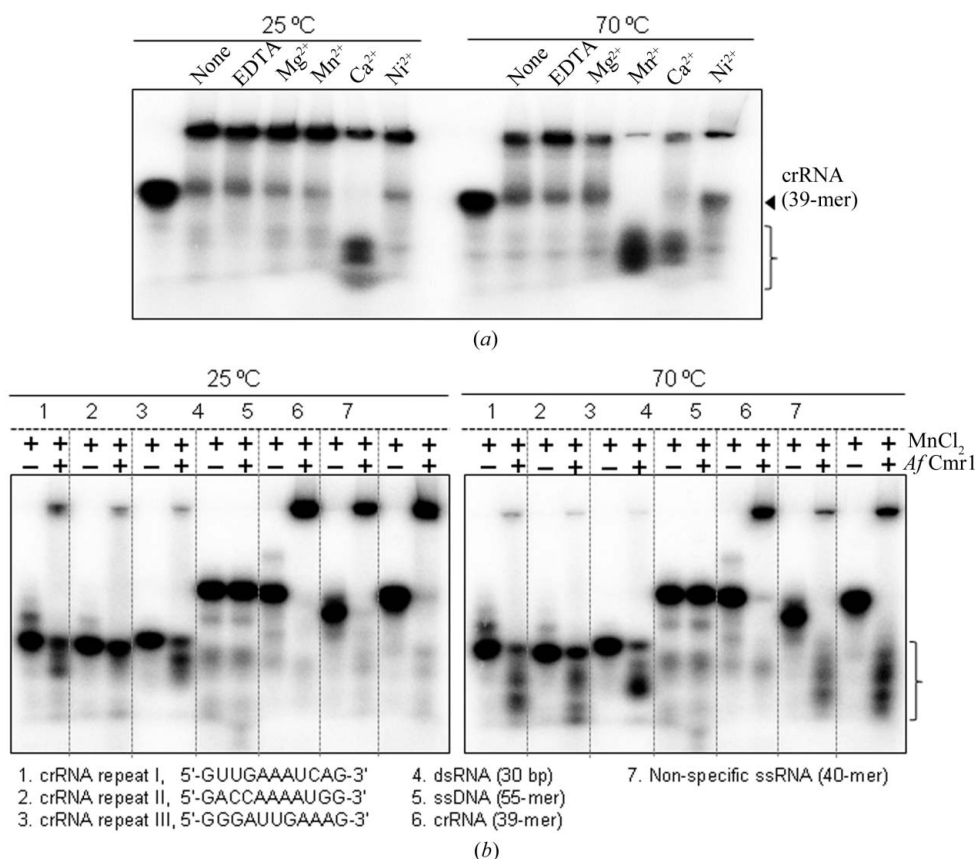 25 ºC 70 ºC
None EDTA Mg2+ Mn2+ Ca2+ Ni2+ None EDTA Mg2+ Mn2+ Ca2+ Ni2+
crRNA
(39-mer)
(a)
25 ºC 70 ºC
1 2 3 4 5 6 7 1 2 3 4 5 6 7
+ + + + + + + + + + + + + + + + + + + + + + + + + + + + MnCl2
− + − + − + − + − + − + − + − + − + − + − + − + − + − + Af Cmr1
1. crRNA repeat I, 5'-GUUGAAAUCAG-3' 4. dsRNA (30 bp) 7. Non-specific ssRNA (40-mer)
2. crRNA repeat II, 5'-GACCAAAAUGG-3' 5. ssDNA (55-mer)
3. crRNA repeat III, 5'-GGGAUUGAAAG-3' 6. crRNA (39-mer)
(b)